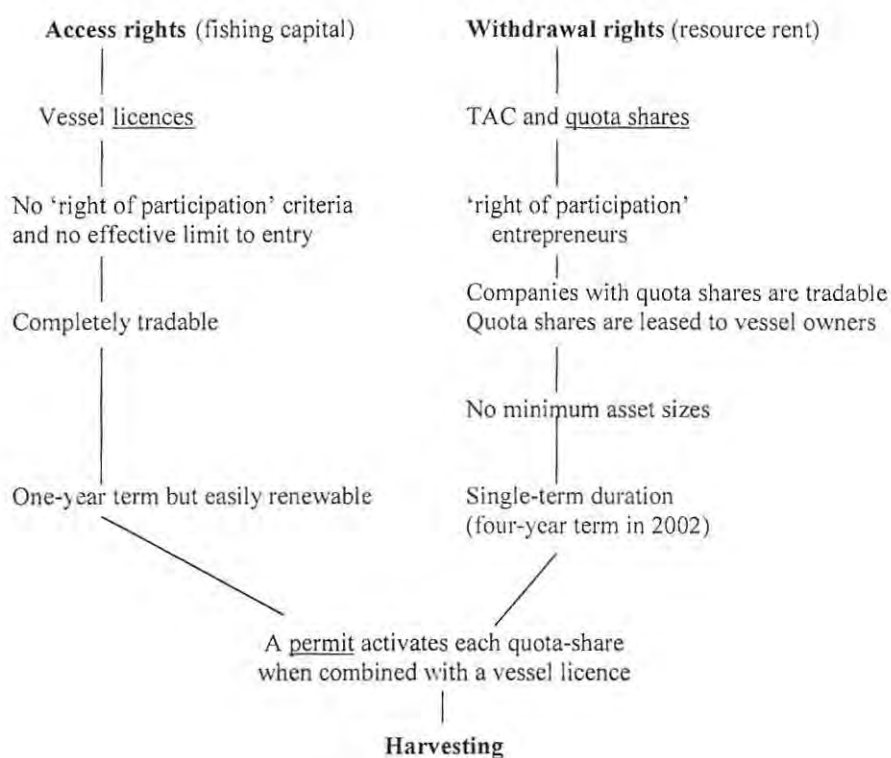 Access rights (fishing capital)
Withdrawal rights (resource rent)
Vessel licences
TAC and quota shares
No ‘right of participation’ criteria
and no effective limit to entry
‘right of participation’
entrepreneurs
Completely tradable
Companies with quota shares are tradable
Quota shares are leased to vessel owners
No minimum asset sizes
One-year term but easily renewable
Single-term duration
(four-year term in 2002)
A permit activates each quota-share
when combined with a vessel licence
Harvesting